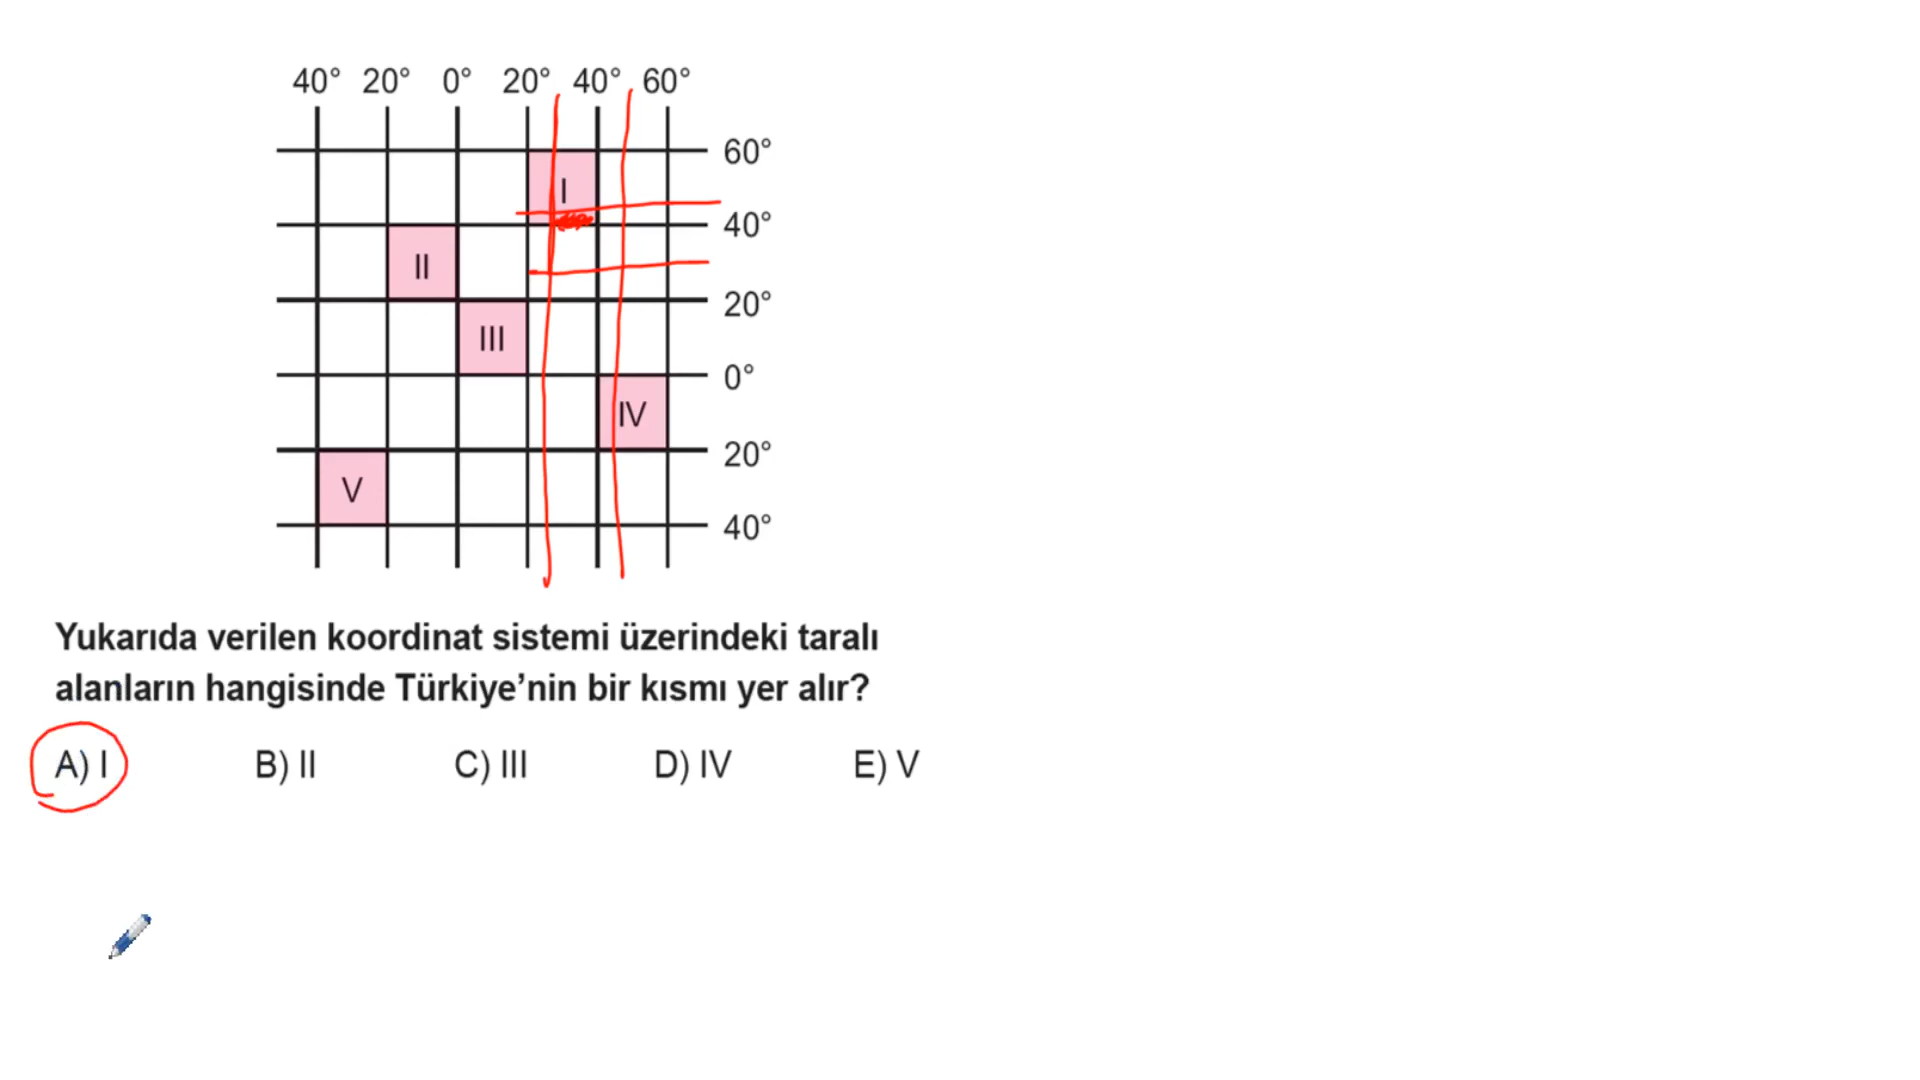 40° 20° 0° 20° 40° 60°
60°
I
40°
II
20°
III
0°
IV
20°
V
40°
Yukarıda verilen koordinat sistemi üzerindeki taralı
alanların hangisinde Türkiye’nin bir kısmı yer alır?
A) I B) II C) III D) IV E) V